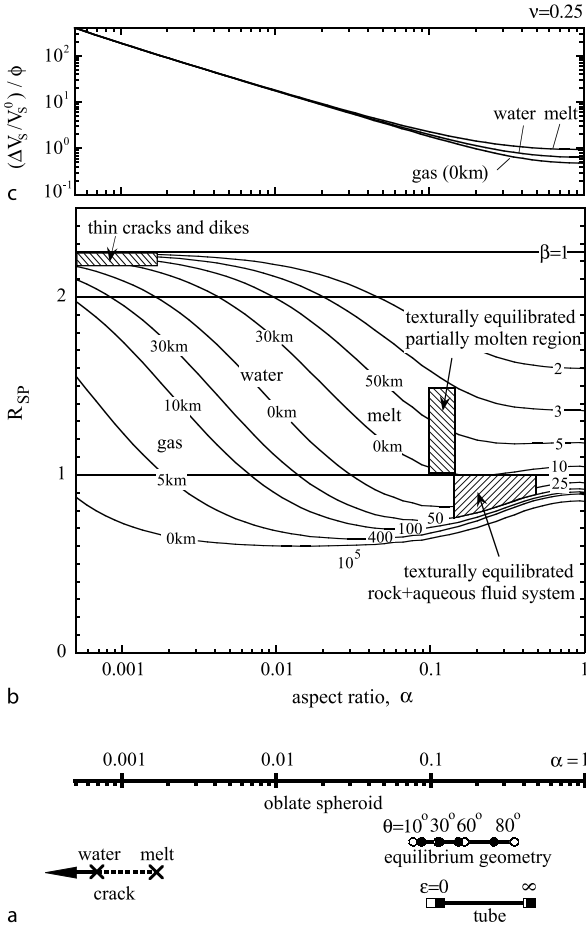 ν=0.25
(ΔV_S/V_S^0) / ϕ
10^2
10^1
10^0
10^-1
water
melt
gas (0km)
c
thin cracks and dikes
β=1
2
texturally equilibrated
partially molten region
30km
water
50km
30km
melt
2
10km
0km
3
gas
0km
5
R_SP
1
10
5km
25
50
100
400
0km
10^5
texturally equilibrated
rock+aqueous fluid system
0
0.001
0.01
0.1
1
aspect ratio, α
b
0.001
0.01
0.1
α=1
oblate spheroid
θ=10° 30° 60° 80°
equilibrium geometry
water
melt
crack
ε=0
∞
tube
a